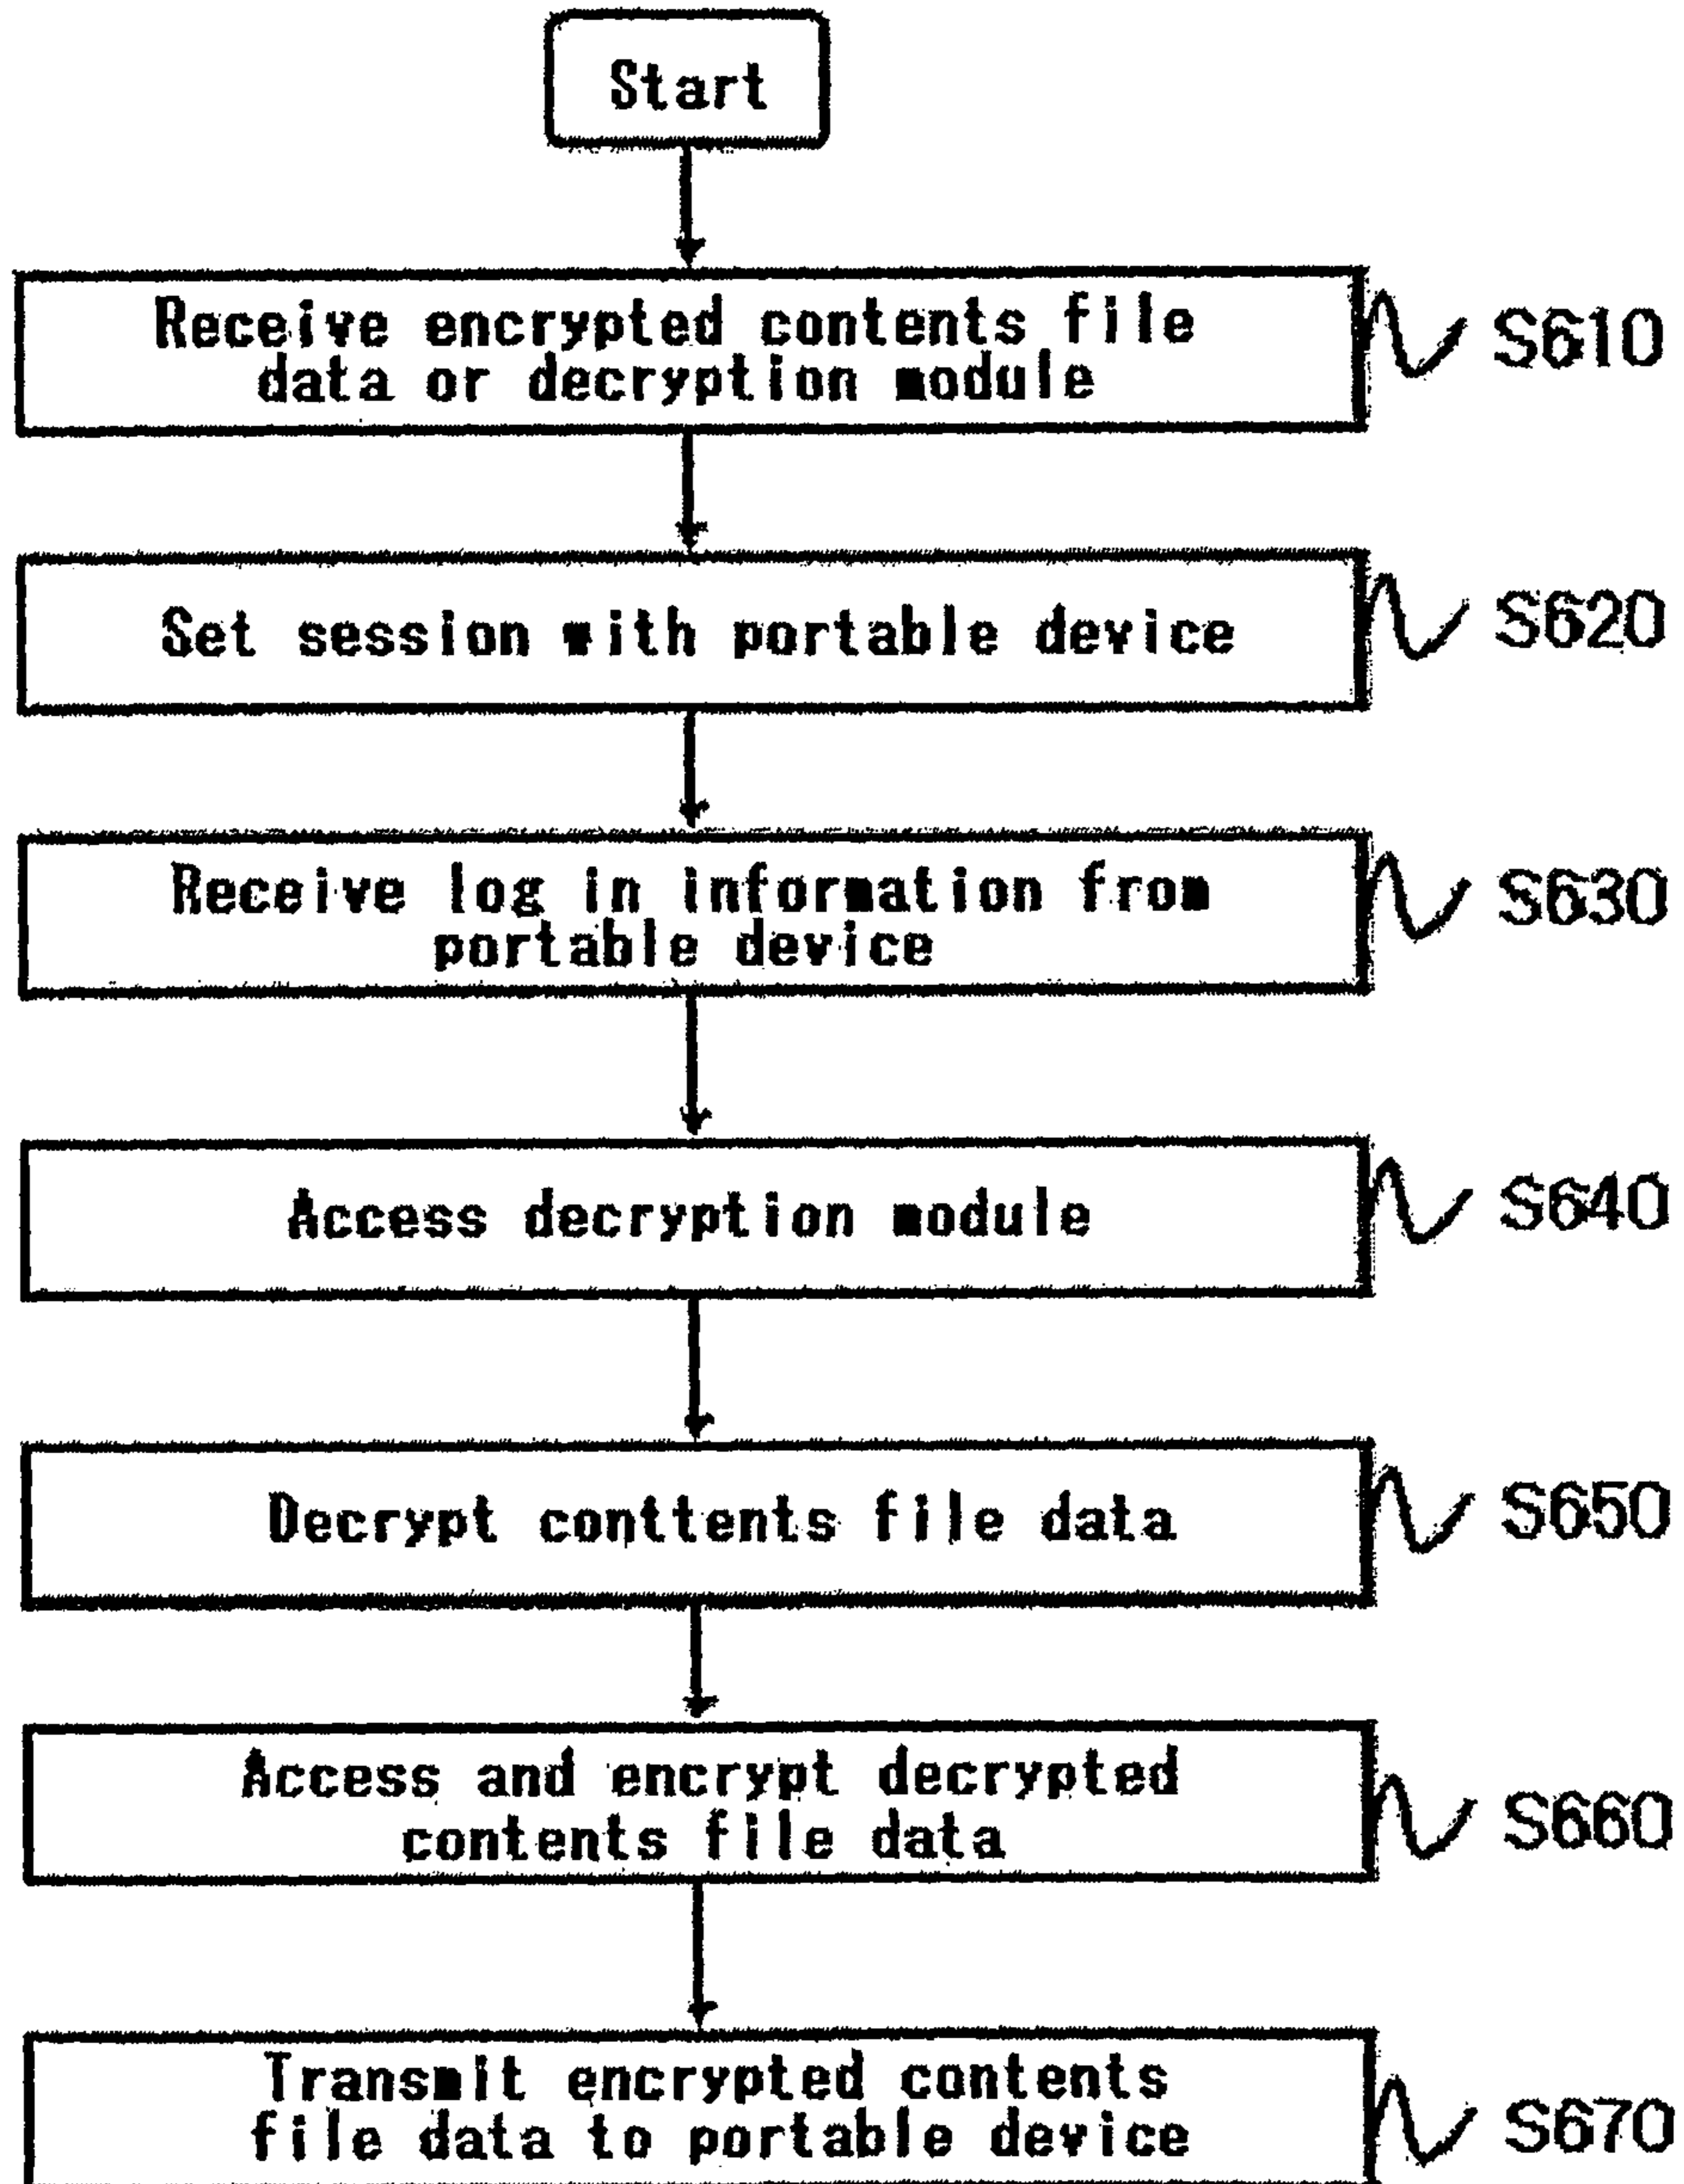 Start
Receive encrypted contents file
data or decryption module
S610
Set session with portable device
S620
Receive log in information from
portable device
S630
Access decryption module
S640
Decrypt conttents file data
S650
Access and encrypt decrypted
contents file data
S660
Transmit encrypted contents
file data to portable device
S670